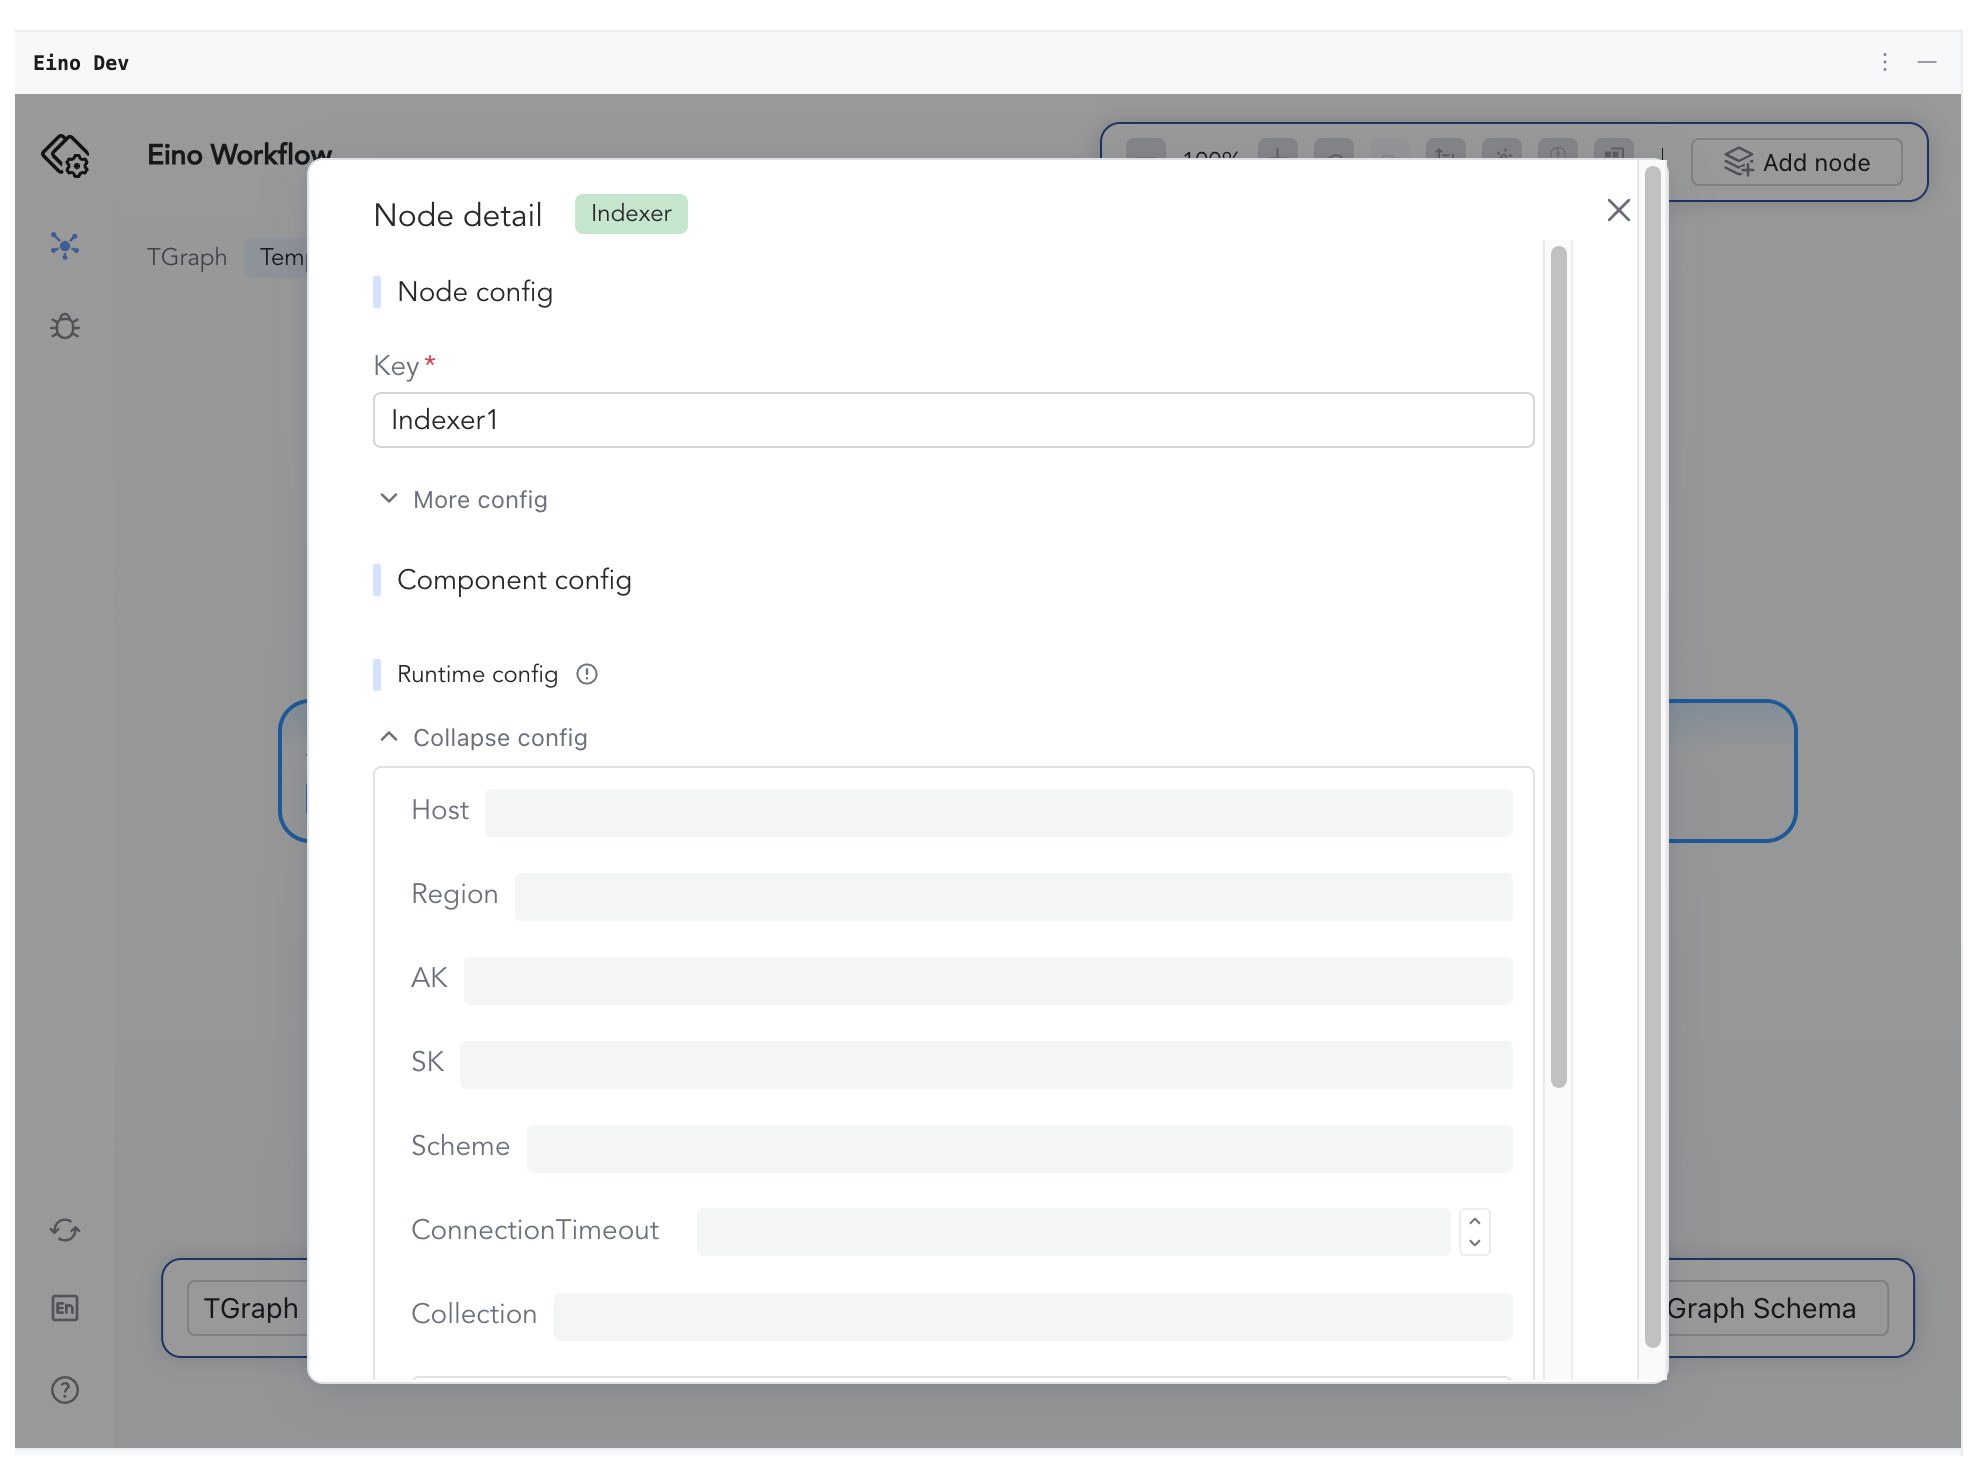 Eino Dev
Eino Workflow
100%
Add node
Node detail
Indexer
TGraph
Node config
Key*
Indexer1
More config
Component config
Runtime config
Collapse config
Host
Region
AK
SK
Scheme
ConnectionTimeout
Collection
En
TGraph
Graph Schema